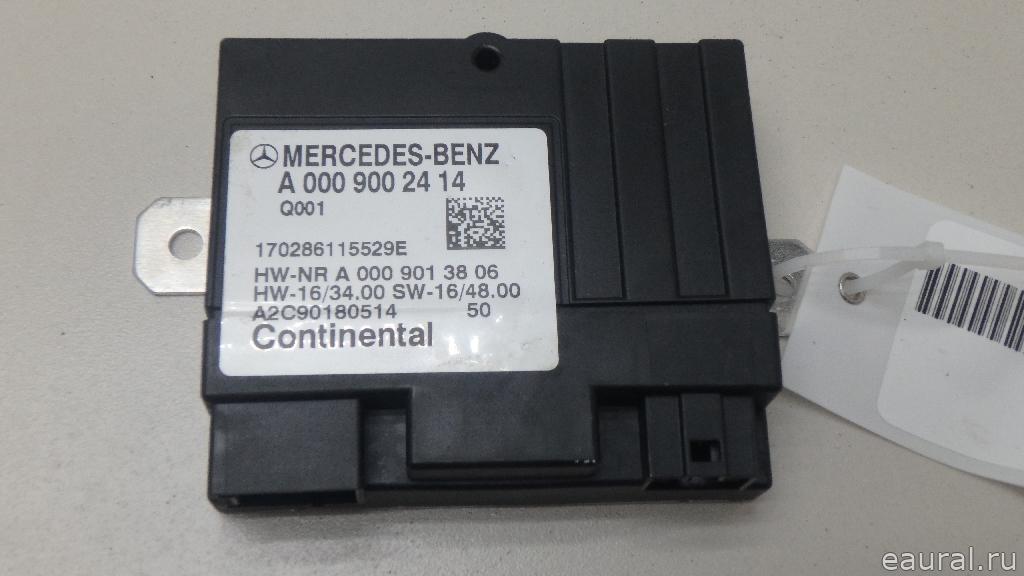 MERCEDES-BENZ
A 000 900 24 14
Q001
170286115529E
HW-NR A 000 901 38 06
HW-16/34.00 SW-16/48.00
A2C90180514 50
Continental
eaural.ru